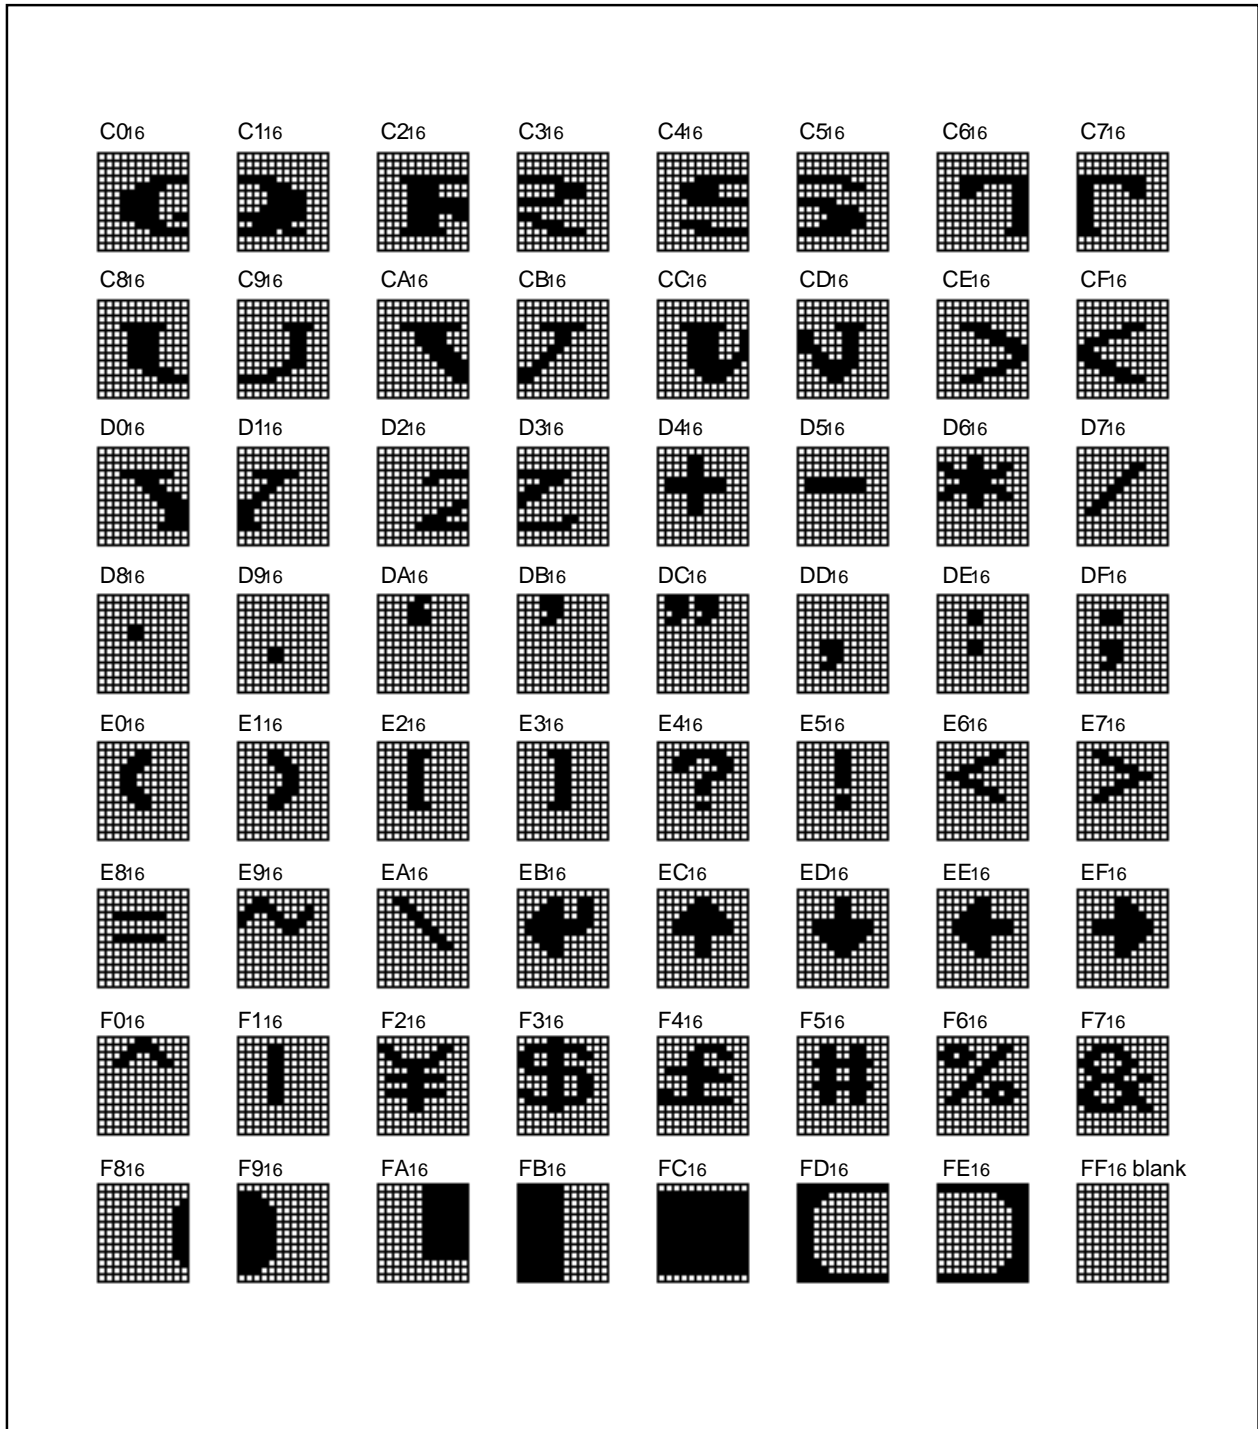 C016 C116 C216 C316 C416 C516 C616 C716
C816 C916 CA16 CB16 CC16 CD16 CE16 CF16
D016 D116 D216 D316 D416 D516 D616 D716
+ - * /
D816 D916 DA16 DB16 DC16 DD16 DE16 DF16
· . ‘ ’ ” , : ;
E016 E116 E216 E316 E416 E516 E616 E716
( ) [ ] ? ! < >
E816 E916 EA16 EB16 EC16 ED16 EE16 EF16
= ~ \ ↵ ↑ ↓ ← →
F016 F116 F216 F316 F416 F516 F616 F716
^ | ¥ $ £ # % &
F816 F916 FA16 FB16 FC16 FD16 FE16 FF16 blank